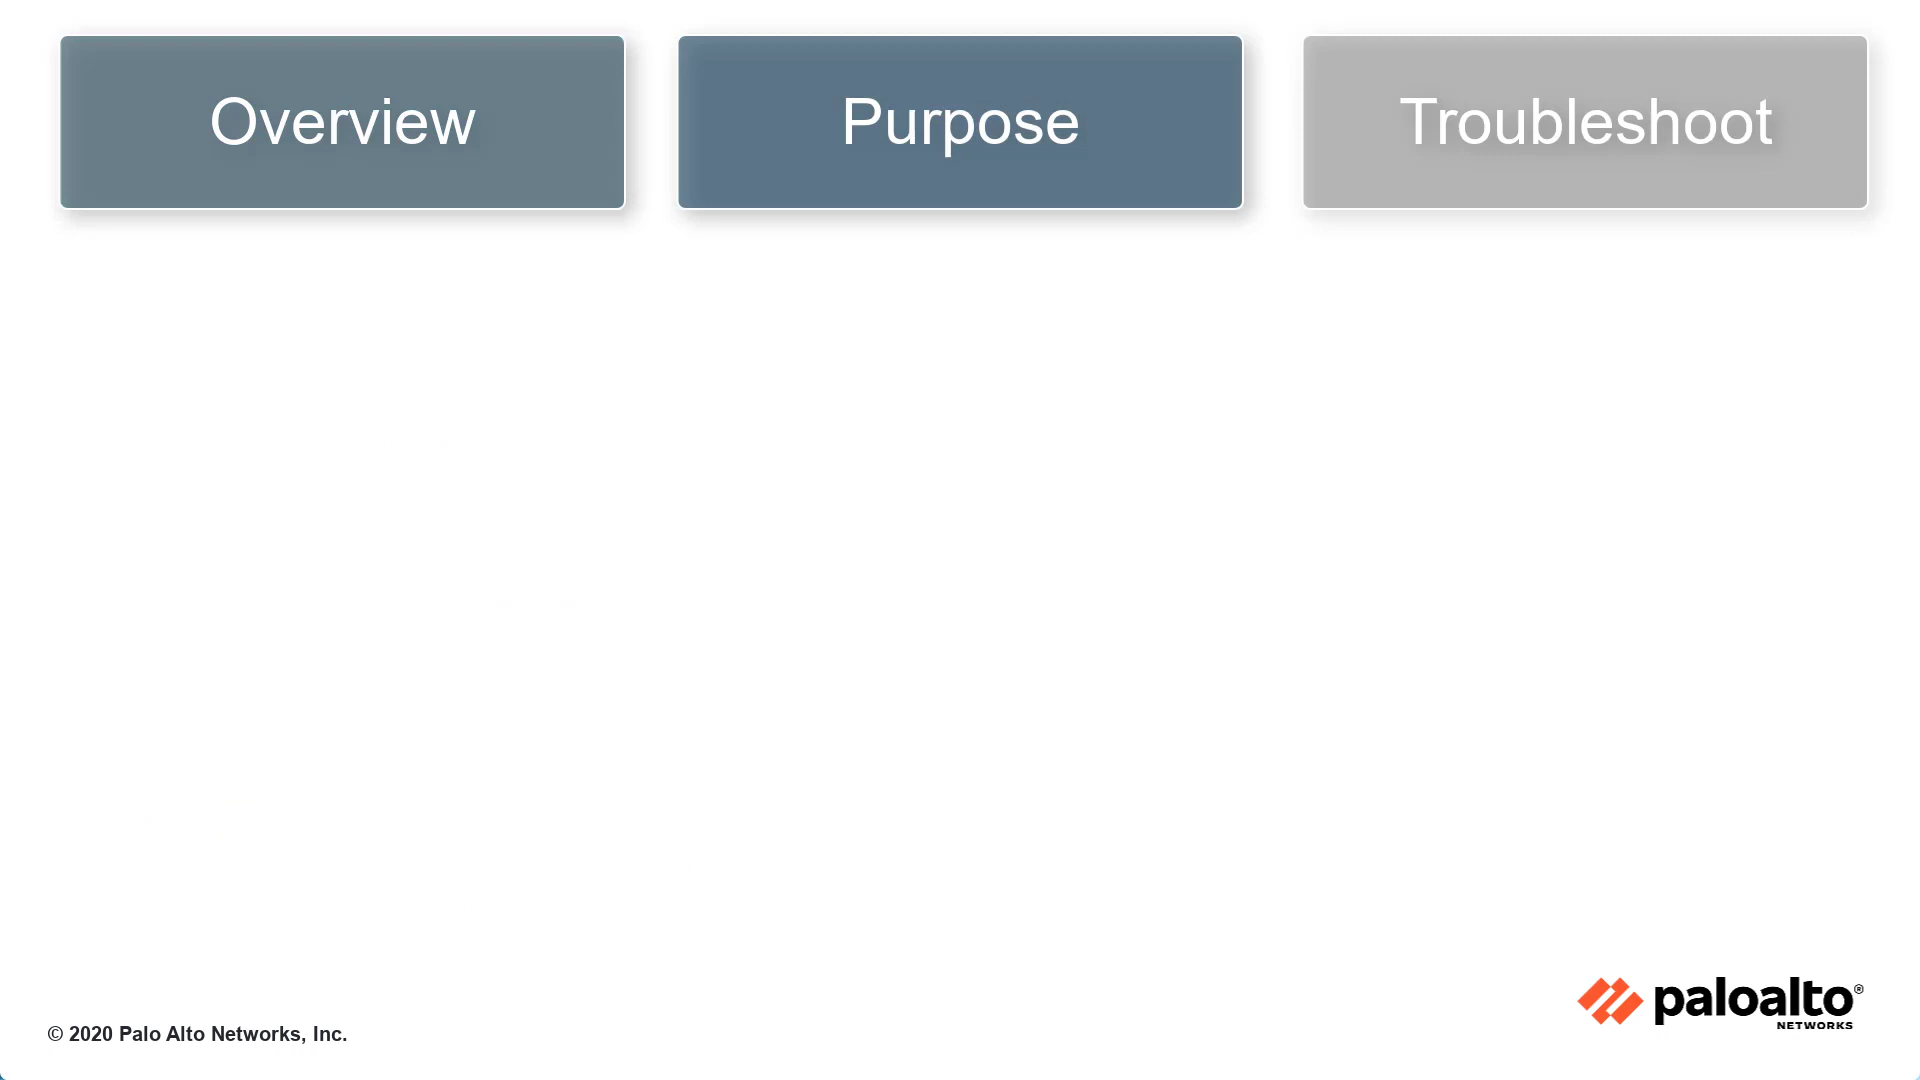 Overview
Purpose
Troubleshoot
© 2020 Palo Alto Networks, Inc.
paloalto®
NETWORKS